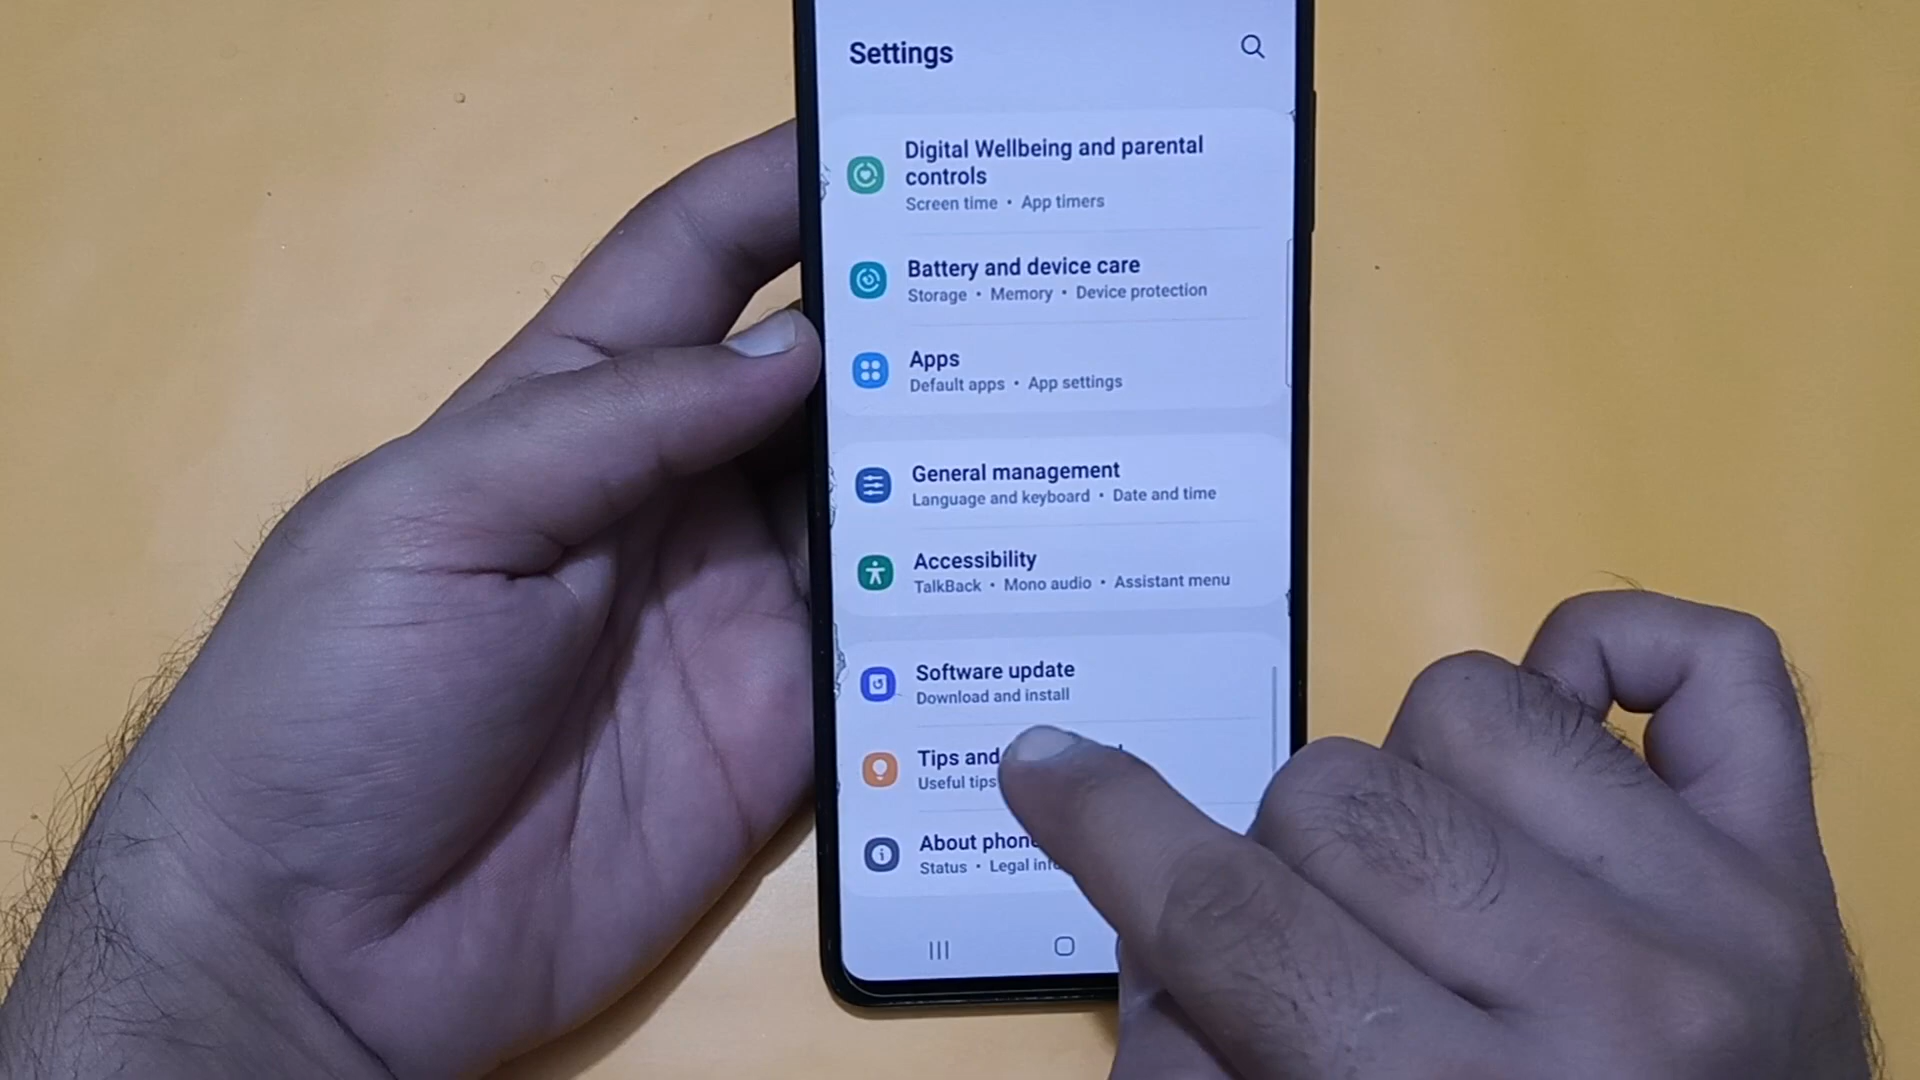 Settings
Digital Wellbeing and parental
controls
Screen time • App timers
Battery and device care
Storage • Memory • Device protection
Apps
Default apps • App settings
General management
Language and keyboard • Date and time
Accessibility
TalkBack • Mono audio • Assistant menu
Software update
Download and install
Tips and
Useful tips
About phone
Status • Legal info